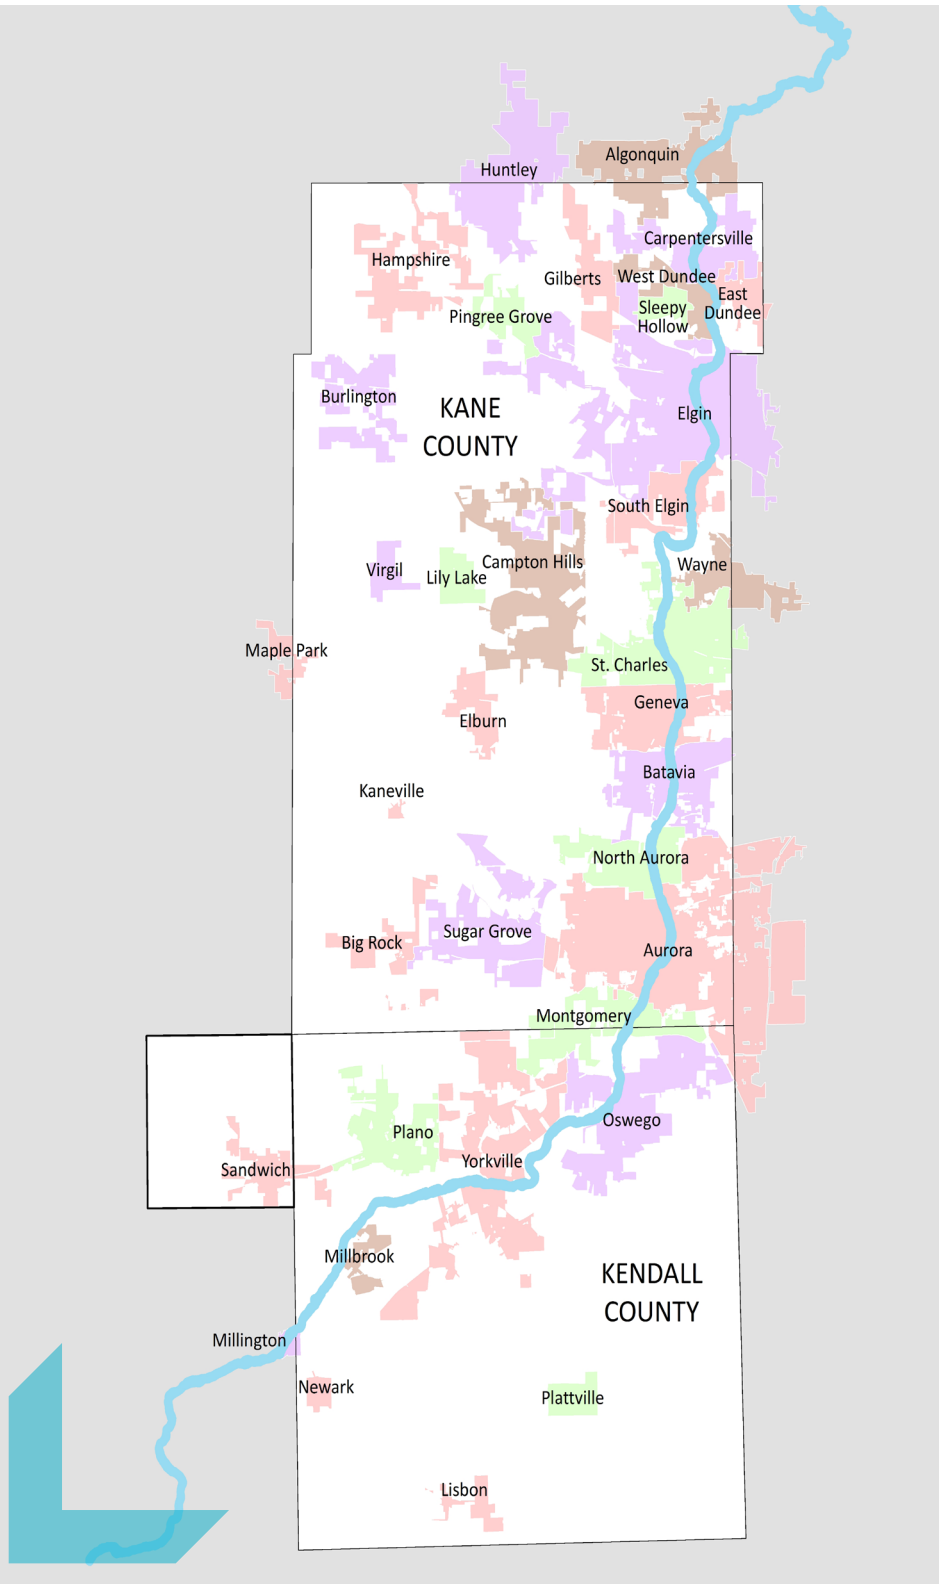 Algonquin
Huntley
Carpentersville
Hampshire
Gilberts
West Dundee
East
Dundee
Sleepy
Hollow
Pingree Grove
Burlington
KANE
COUNTY
Elgin
South Elgin
Campton Hills
Wayne
Virgil
Lily Lake
Maple Park
St. Charles
Geneva
Elburn
Batavia
Kaneville
North Aurora
Sugar Grove
Big Rock
Aurora
Montgomery
Oswego
Plano
Yorkville
Sandwich
Millbrook
KENDALL
COUNTY
Millington
Newark
Plattville
Lisbon